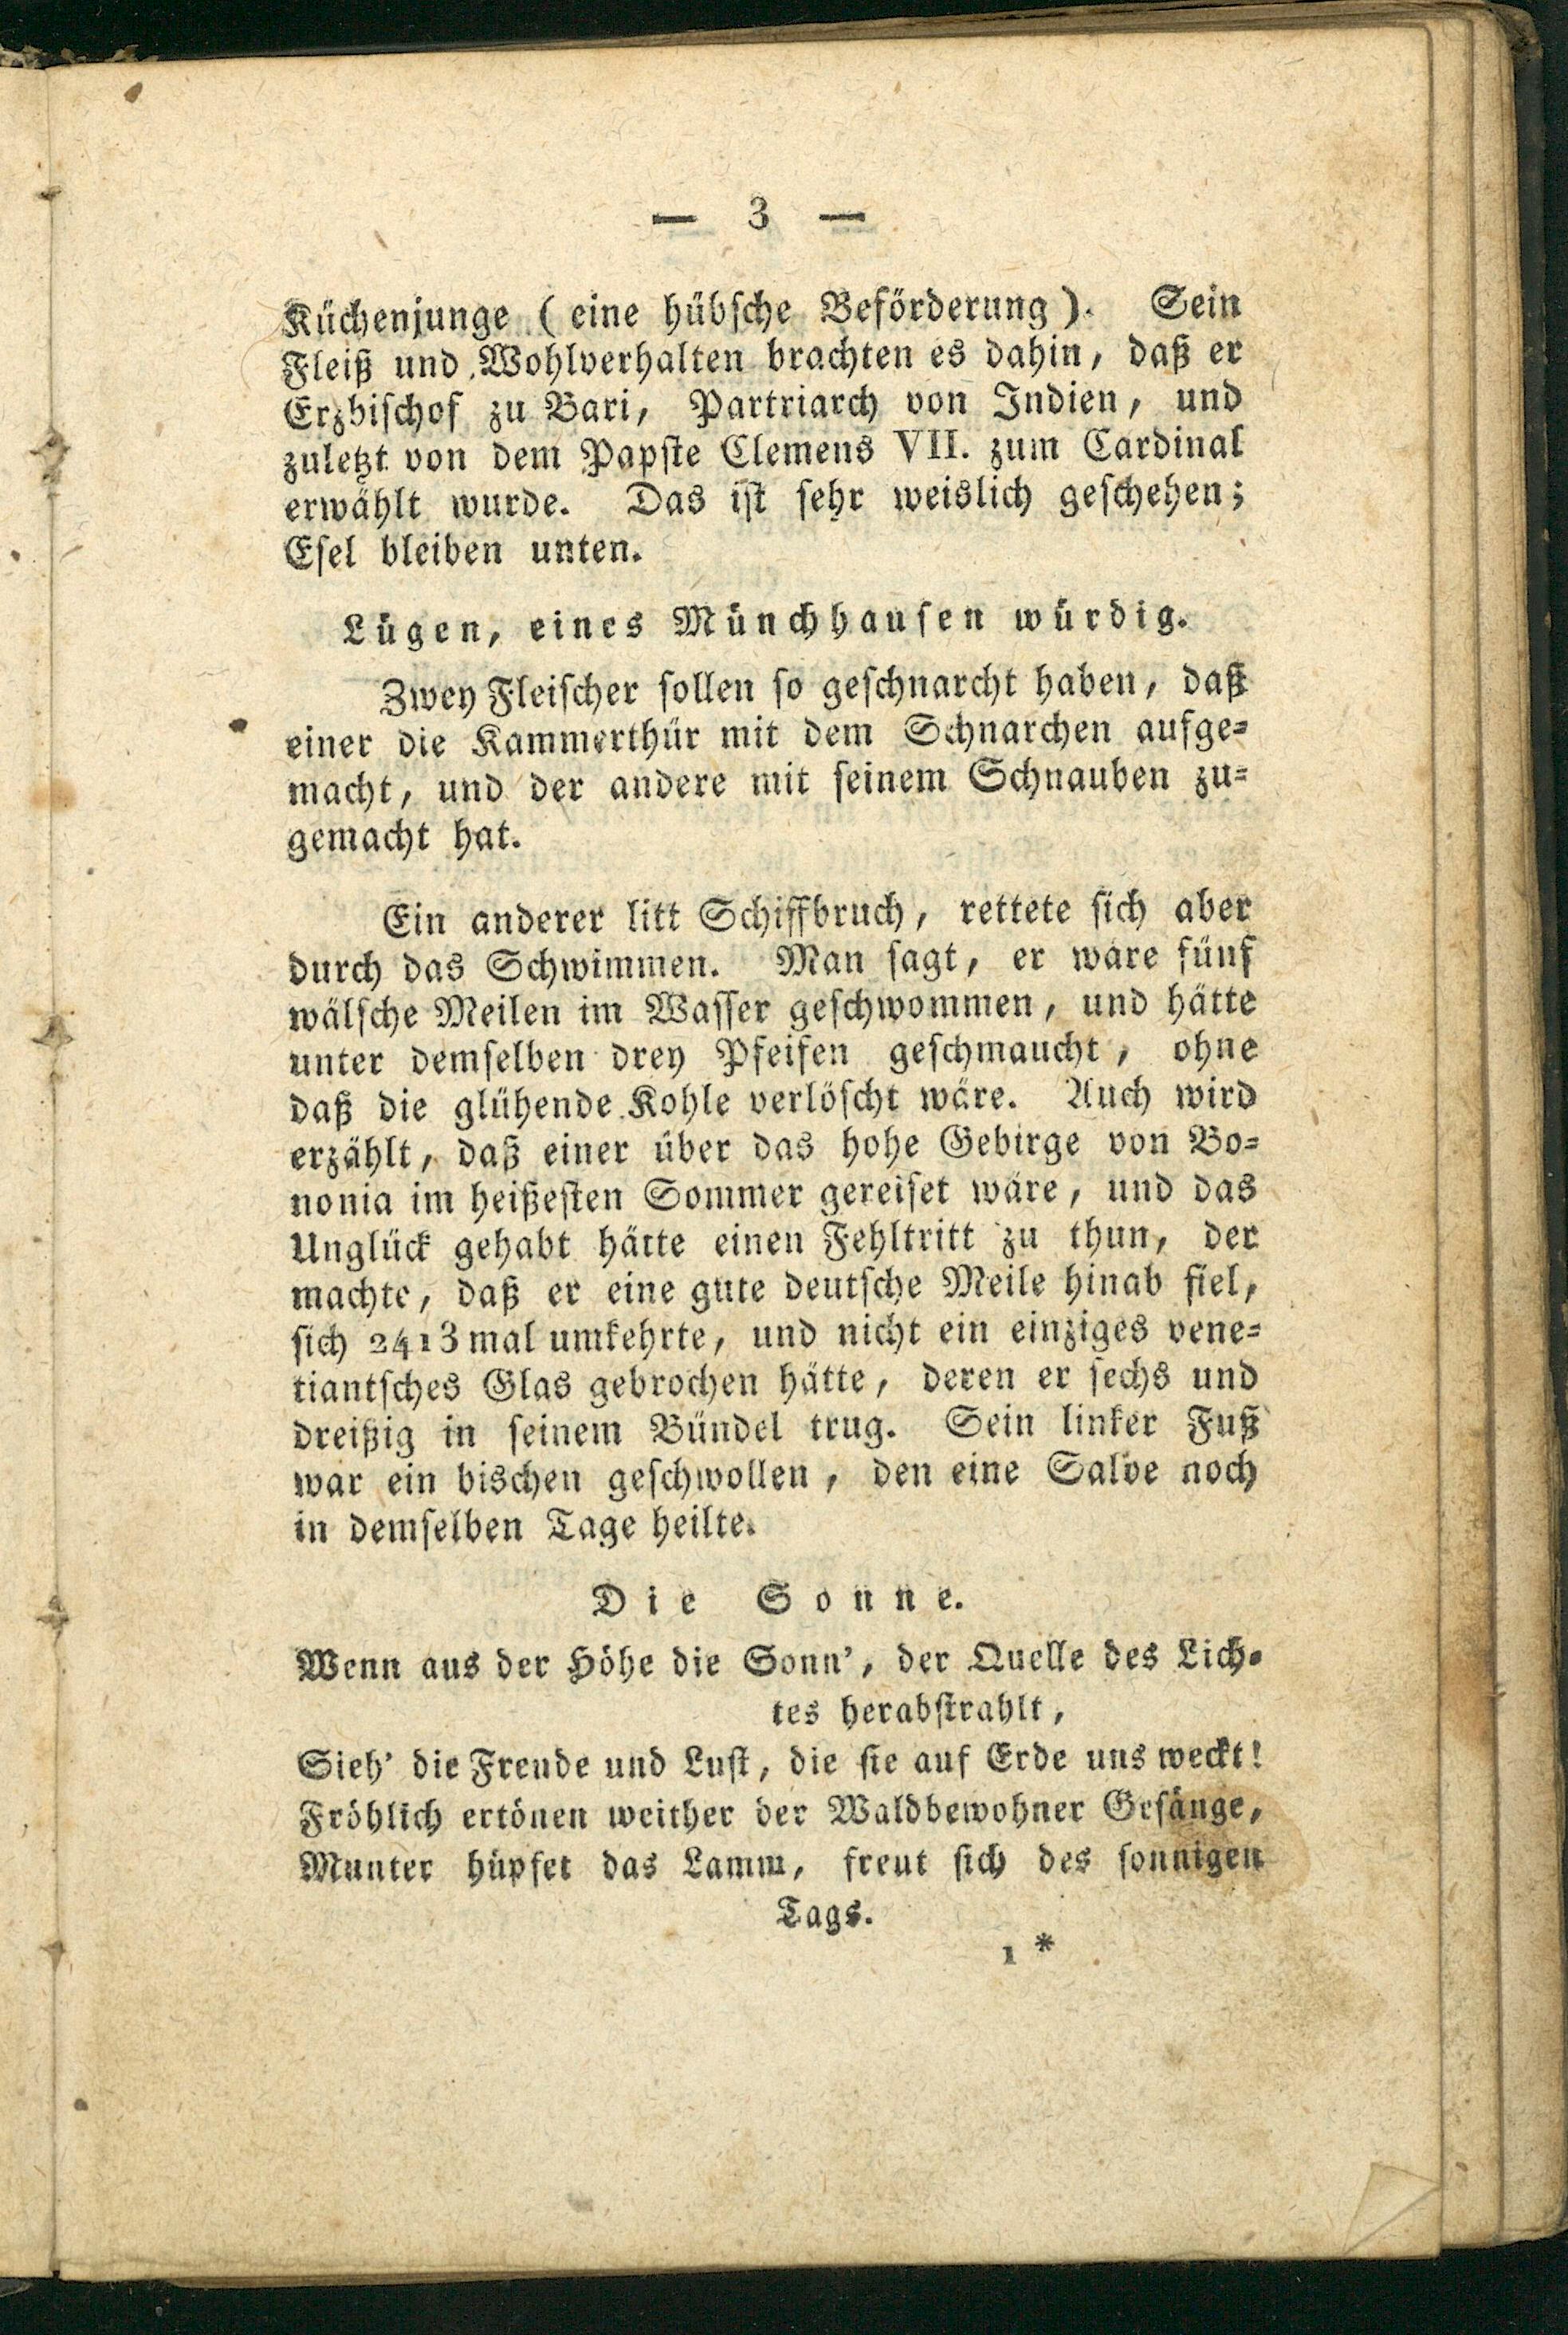 — 3 —
Küchenjunge (eine hübsche Beförderung). Sein
Fleiß und Wohlverhalten brachten es dahin, daß er
Erzbischof zu Bari, Partriarch von Indien, und
zuletzt von dem Papste Clemens VII. zum Cardinal
erwählt wurde. Das ist sehr weislich geschehen;
Esel bleiben unten.
Lügen, eines Münchhausen würdig.
Zwey Fleischer sollen so geschnarcht haben, daß
einer die Kammerthür mit dem Schnarchen aufge=
macht, und der andere mit seinem Schnauben zu=
gemacht hat.
Ein anderer litt Schiffbruch, rettete sich aber
durch das Schwimmen. Man sagt, er wäre fünf
wälsche Meilen im Wasser geschwommen, und hätte
unter demselben drey Pfeifen geschmaucht, ohne
daß die glühende Kohle verlöscht wäre. Auch wird
erzählt, daß einer über das hohe Gebirge von Bo=
nonia im heißesten Sommer gereiset wäre, und das
Unglück gehabt hätte einen Fehltritt zu thun, der
machte, daß er eine gute deutsche Meile hinab fiel,
sich 2413 mal umkehrte, und nicht ein einziges vene=
tiantsches Glas gebrochen hätte, deren er sechs und
dreißig in seinem Bündel trug. Sein linker Fuß
war ein bischen geschwollen, den eine Salve noch
in demselben Tage heilte.
Die Sonne.
Wenn aus der Höhe die Sonn', der Quelle des Lich=
tes herabstrahlt,
Sieh' die Freude und Lust, die sie auf Erde uns weckt!
Fröhlich ertönen weither der Waldbewohner Gesänge,
Munter hüpfet das Lamm, freut sich des sonnigen
Tags.
1 *